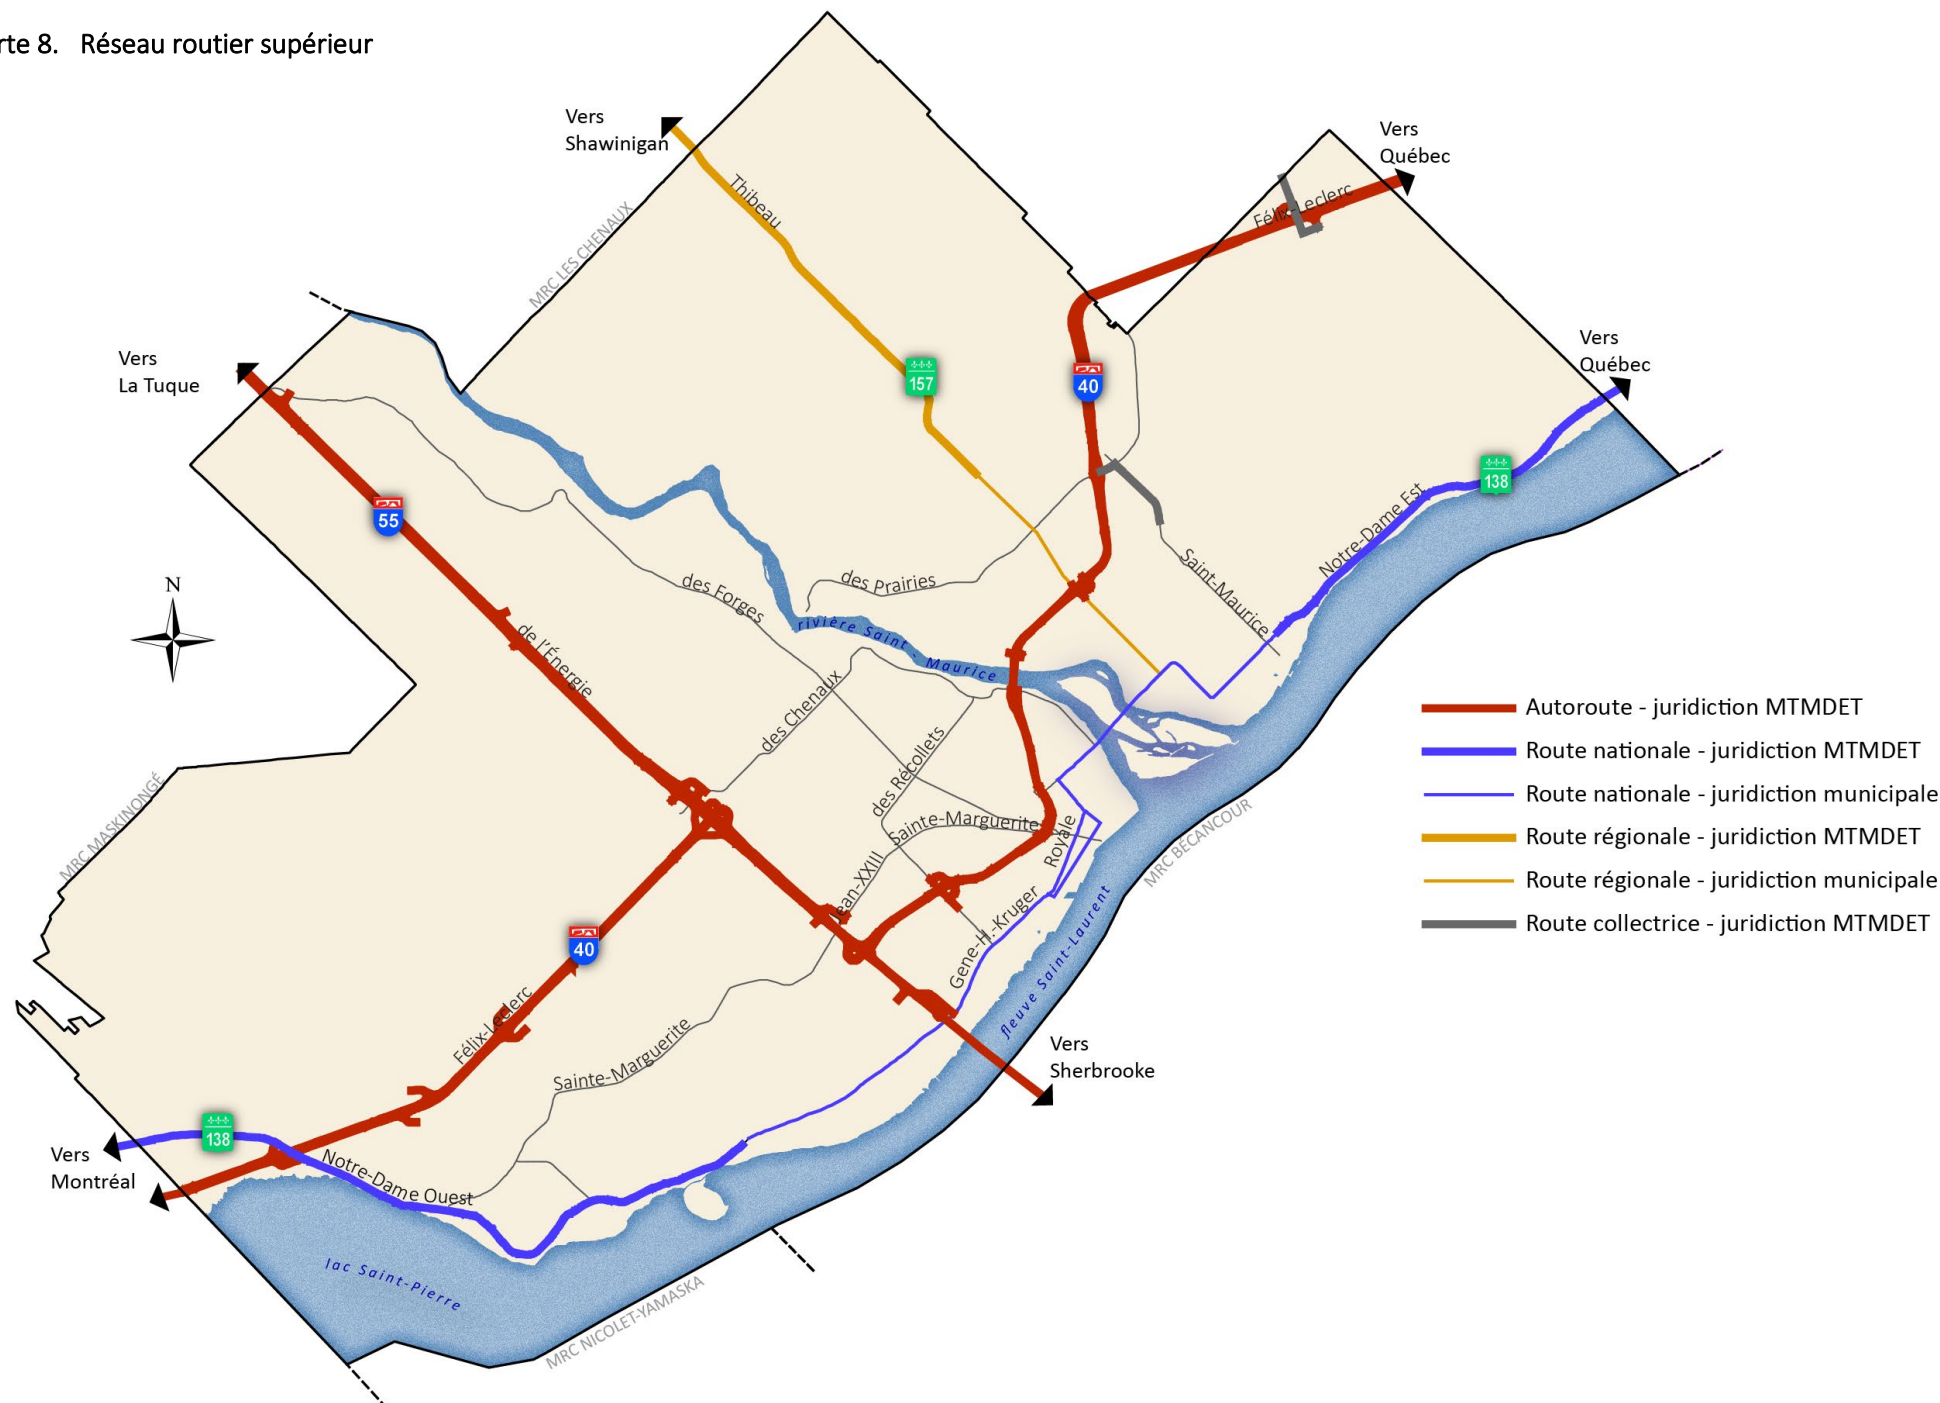 rte 8. Réseau routier supérieur
Vers
Shawinigan
Vers
Québec
Thibeau
Félix-Leclerc
MRC LES CHENAUX
Vers
La Tuque
157
40
Vers
Québec
55
138
Notre-Dame Est
N
des Prairies
des Forges
Saint-Maurice
rivière Saint - Maurice
de l'Énergie
des Chenaux
des Récollets
MRC MASKINONGÉ
Sainte-Marguerite
Royale
MRC BÉCANCOUR
Jean-XXIII
Gene-H.-Kruger
fleuve Saint-Laurent
40
Félix-Leclerc
Sainte-Marguerite
Vers
Sherbrooke
138
Vers
Montréal
Notre-Dame Ouest
lac Saint-Pierre
MRC NICOLET-YAMASKA
Autoroute - juridiction MTMDET
Route nationale - juridiction MTMDET
Route nationale - juridiction municipale
Route régionale - juridiction MTMDET
Route régionale - juridiction municipale
Route collectrice - juridiction MTMDET